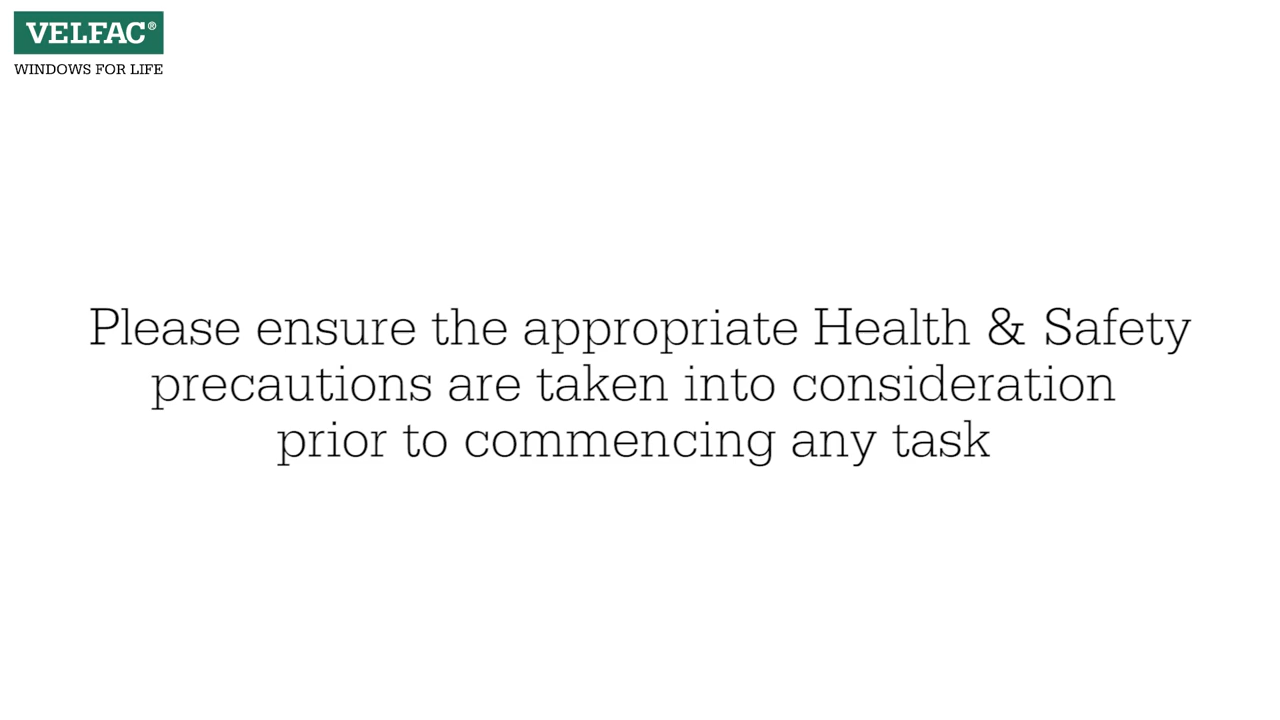 VELFAC®
WINDOWS FOR LIFE
Please ensure the appropriate Health & Safety
precautions are taken into consideration
prior to commencing any task